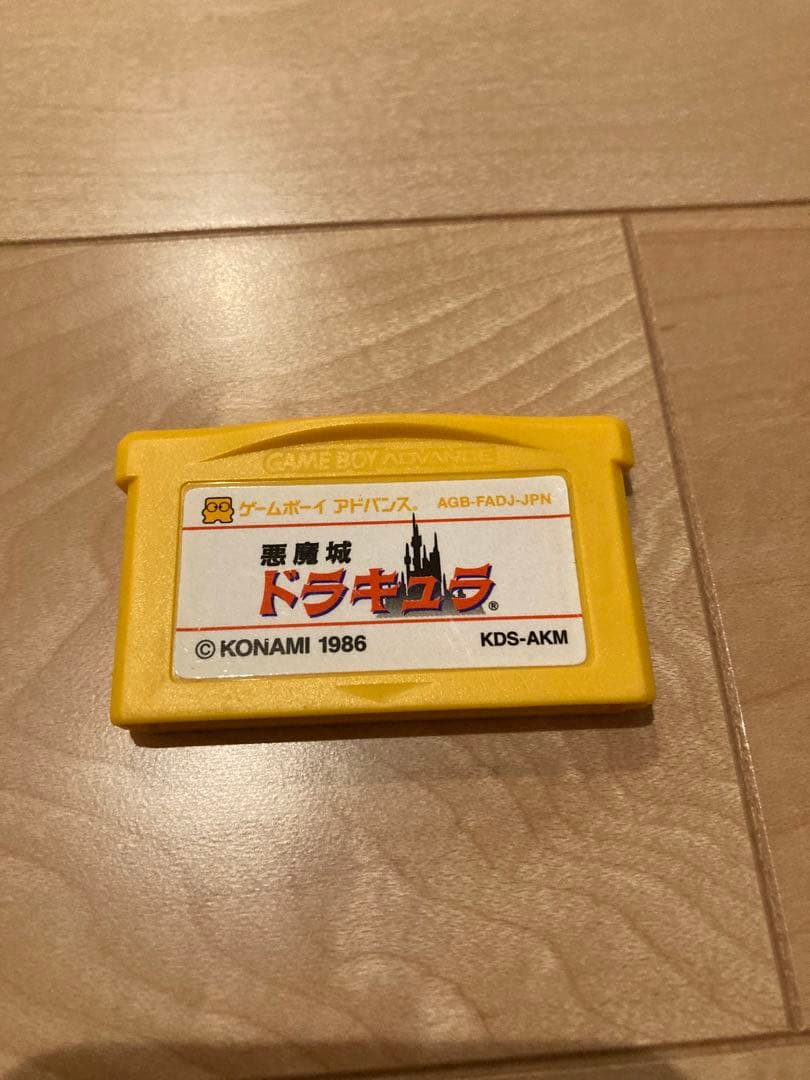 GAME BOY ADVANCE
ゲームボーイ アドバンス® AGB-FADJ-JPN
悪魔城
ドラキュラ®
©KONAMI 1986 KDS-AKM